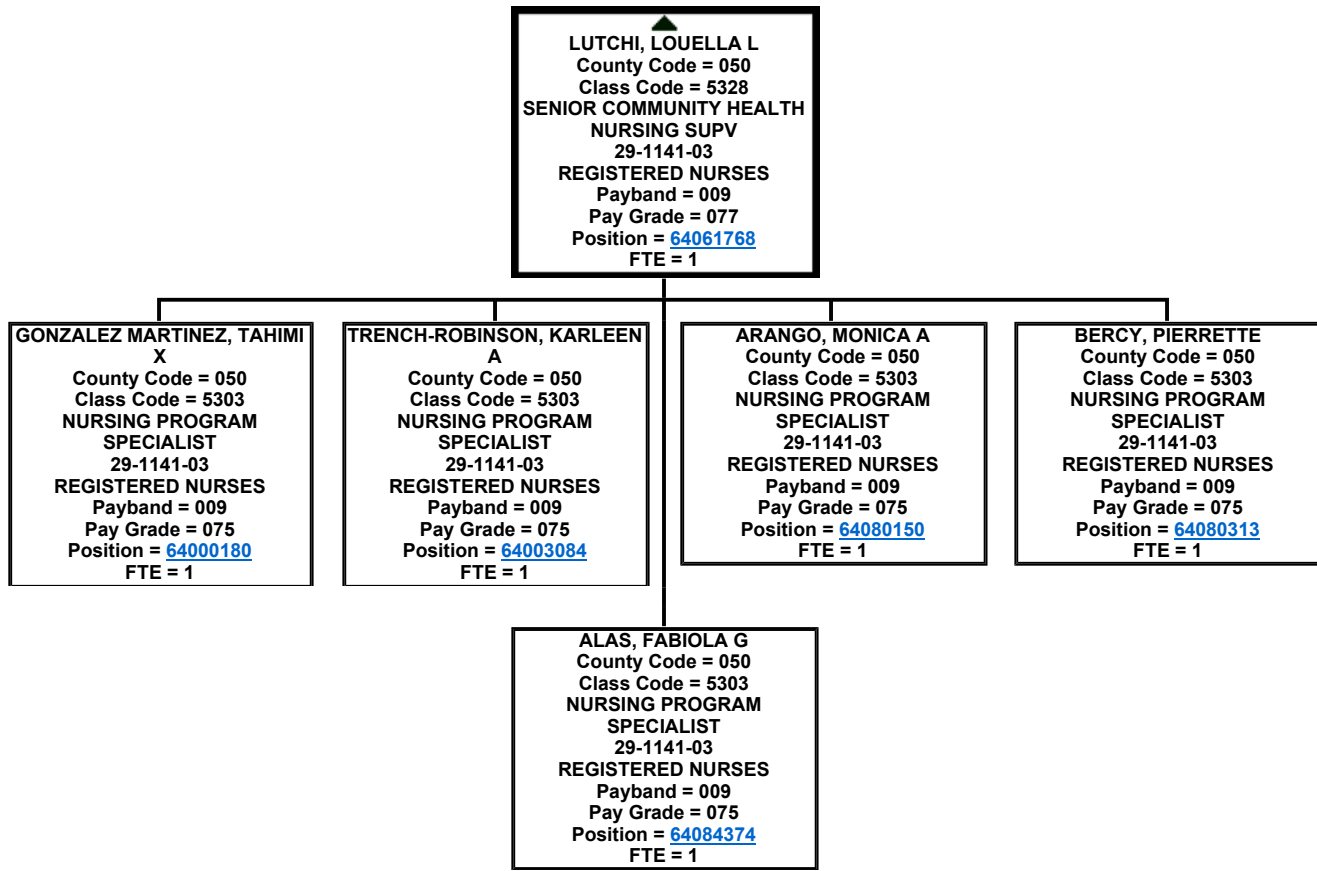 LUTCHI, LOUELLA L
County Code = 050
Class Code = 5328
SENIOR COMMUNITY HEALTH
NURSING SUPV
29-1141-03
REGISTERED NURSES
Payband = 009
Pay Grade = 077
Position = 64061768
FTE = 1
GONZALEZ MARTINEZ, TAHIMI
X
County Code = 050
Class Code = 5303
NURSING PROGRAM
SPECIALIST
29-1141-03
REGISTERED NURSES
Payband = 009
Pay Grade = 075
Position = 64000180
FTE = 1
TRENCH-ROBINSON, KARLEEN
A
County Code = 050
Class Code = 5303
NURSING PROGRAM
SPECIALIST
29-1141-03
REGISTERED NURSES
Payband = 009
Pay Grade = 075
Position = 64003084
FTE = 1
ARANGO, MONICA A
County Code = 050
Class Code = 5303
NURSING PROGRAM
SPECIALIST
29-1141-03
REGISTERED NURSES
Payband = 009
Pay Grade = 075
Position = 64080150
FTE = 1
BERCY, PIERRETTE
County Code = 050
Class Code = 5303
NURSING PROGRAM
SPECIALIST
29-1141-03
REGISTERED NURSES
Payband = 009
Pay Grade = 075
Position = 64080313
FTE = 1
ALAS, FABIOLA G
County Code = 050
Class Code = 5303
NURSING PROGRAM
SPECIALIST
29-1141-03
REGISTERED NURSES
Payband = 009
Pay Grade = 075
Position = 64084374
FTE = 1